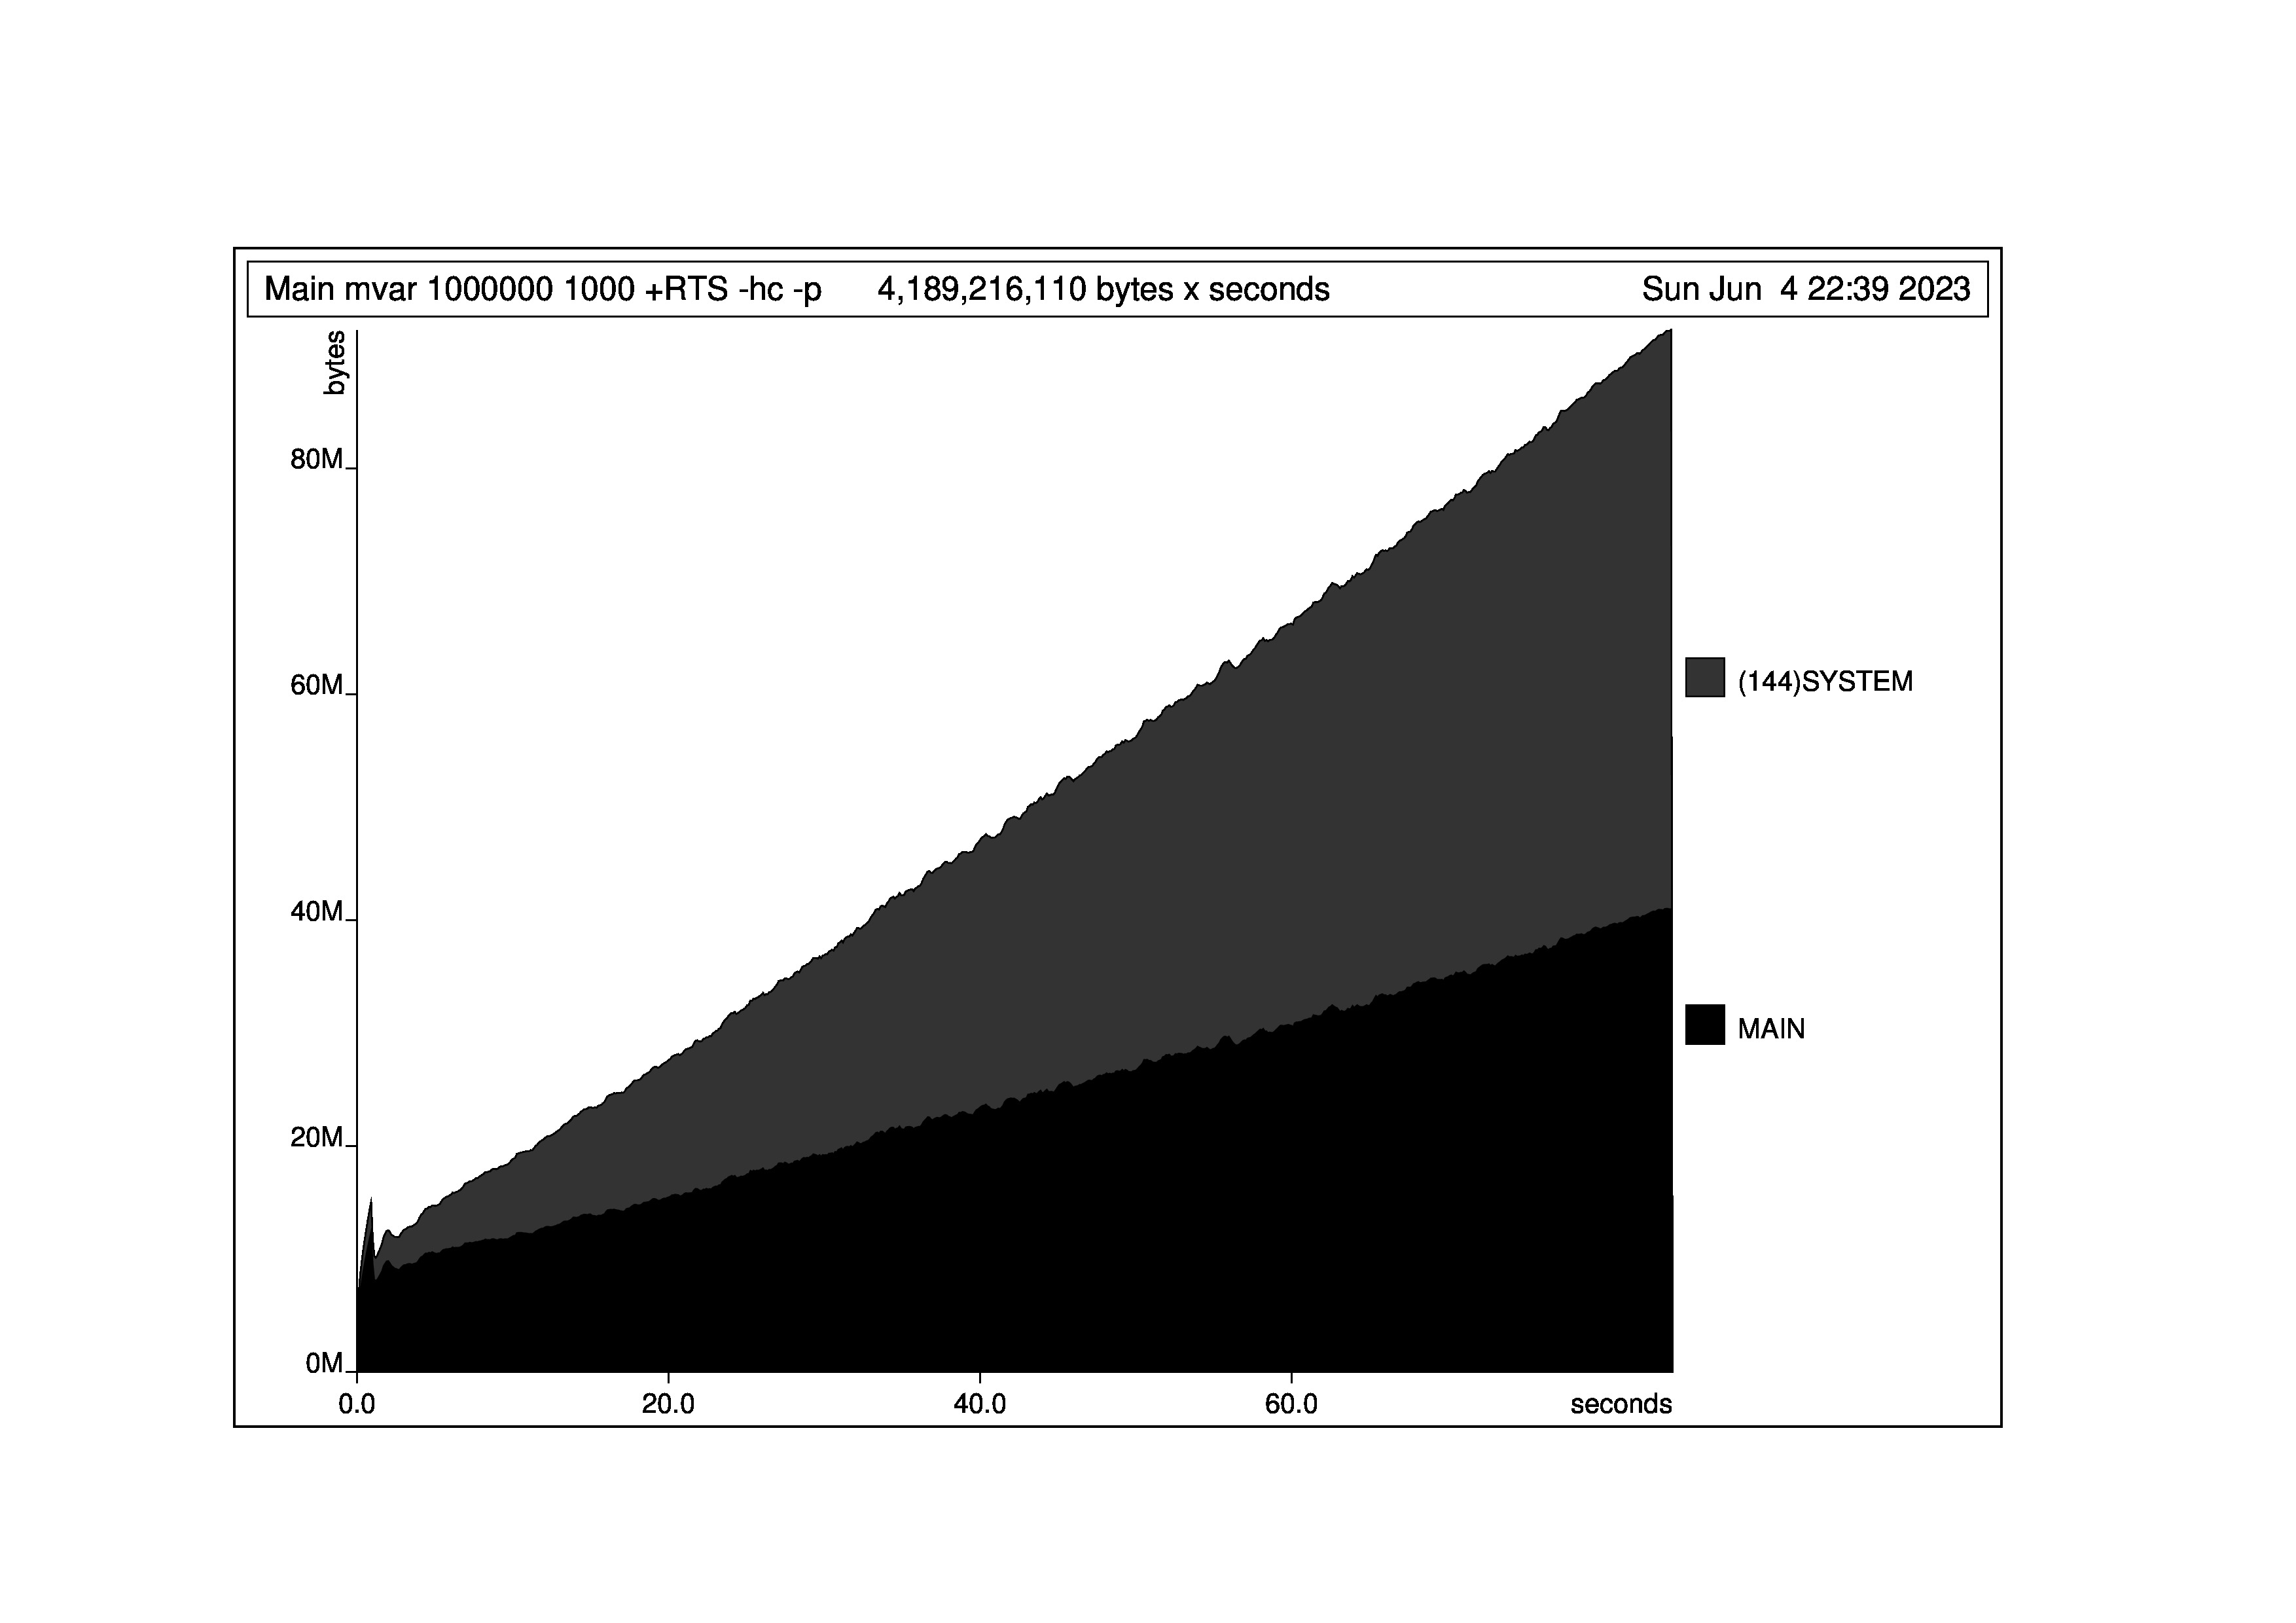 Main mvar 1000000 1000 +RTS -hc -p 4,189,216,110 bytes x seconds Sun Jun 4 22:39 2023
bytes
80M
60M
40M
20M
0M
0.0 20.0 40.0 60.0 seconds
(144)SYSTEM
MAIN